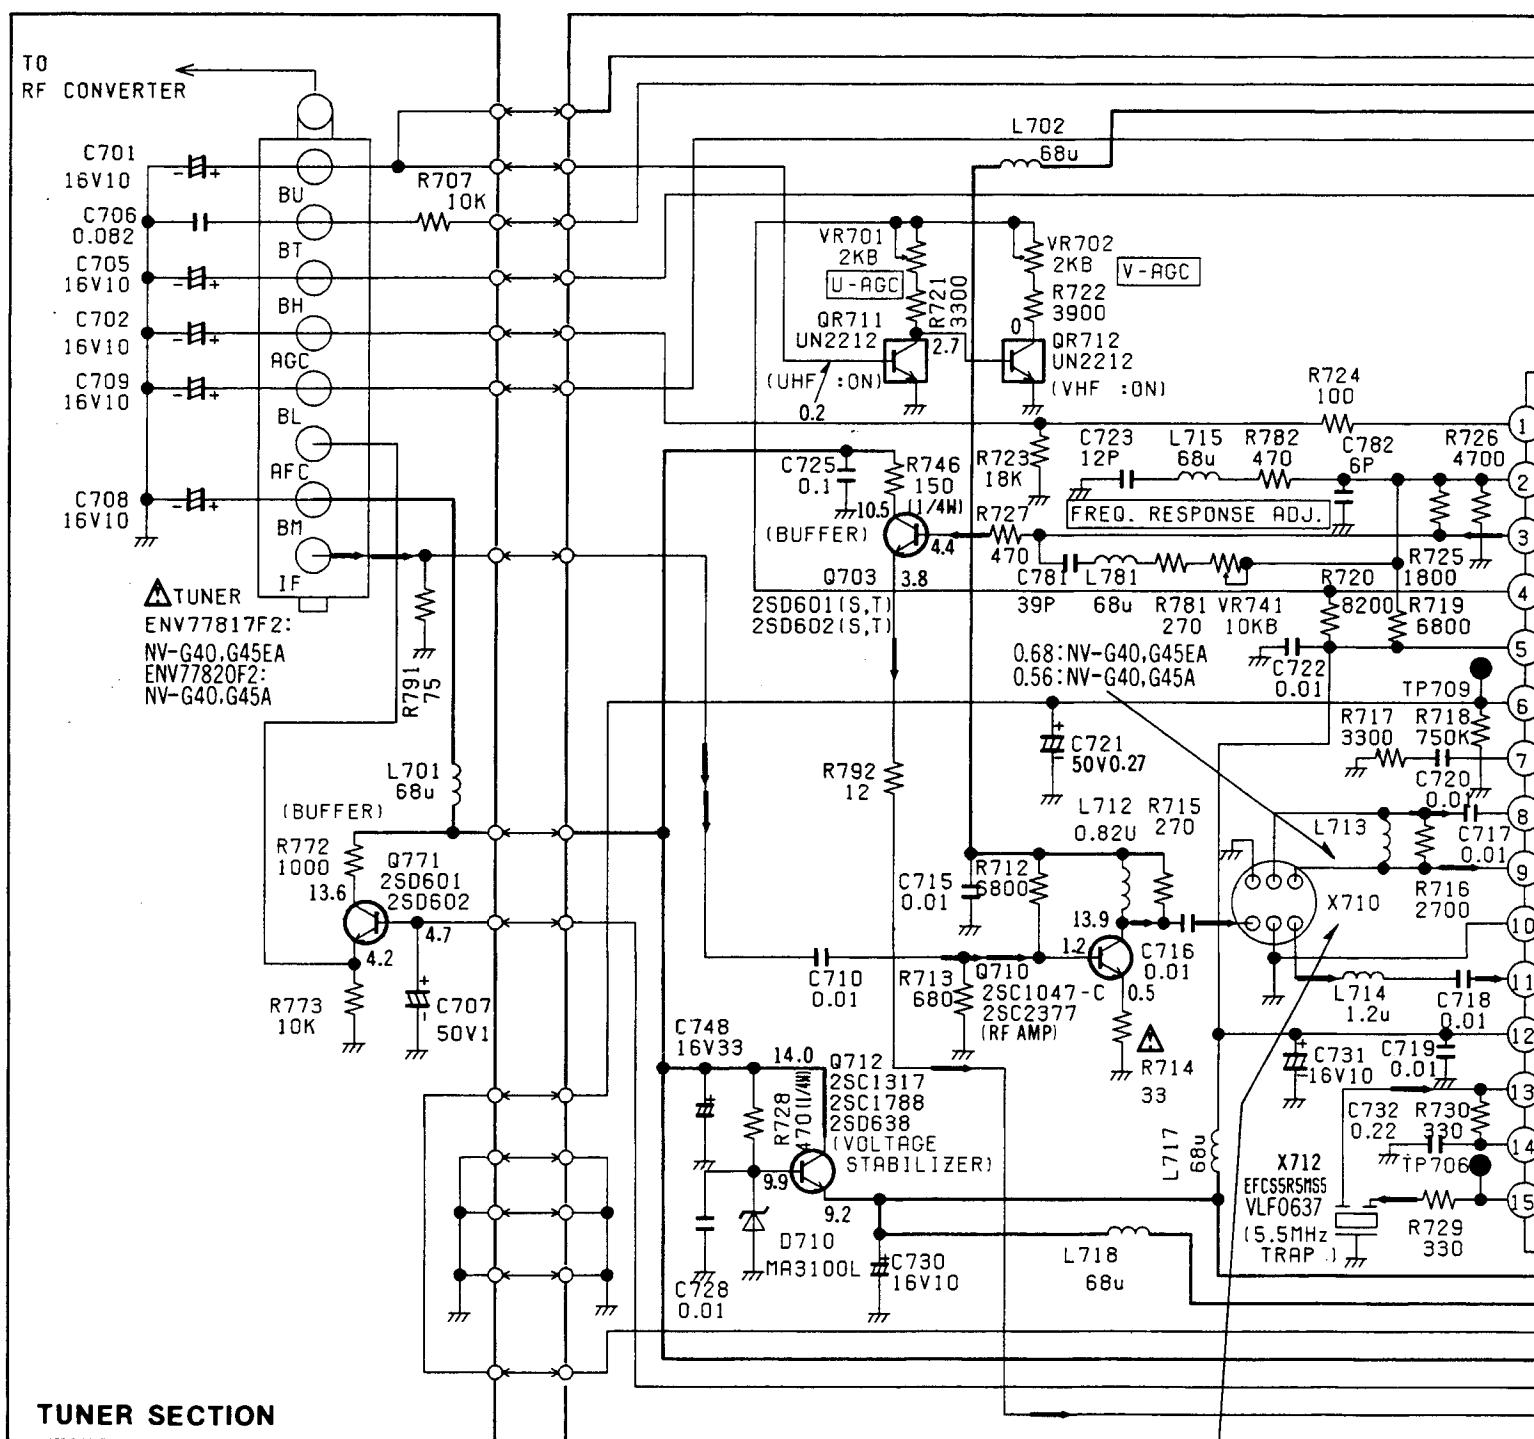 TO
RF CONVERTER
C701
16V10
- +
BU
R707
10K
C706
0.082
BT
C705
16V10
- +
BH
C702
16V10
- +
AGC
C709
16V10
- +
BL
AFC
C708
16V10
- +
BM
IF
TUNER
ENV77817F2:
NV-G40,G45EA
ENV77820F2:
NV-G40,G45A
R791
75
L701
68u
(BUFFER)
R772
1000
13.6
Q771
2SD601
2SD602
4.7
4.2
R773
10K
+
-
C707
50V1
TUNER SECTION
L702
68u
VR701
2KB
U-AGC
R721
3300
VR702
2KB
V-AGC
R722
3900
QR711
UN2212
2.7
0
QR712
UN2212
(UHF :ON)
(VHF :ON)
0.2
R724
100
C725
0.1
R746
150
(1/4W)
10.5
(BUFFER)
4.4
3.8
R723
18K
C723
12P
L715
68u
R782
470
C782
6P
R726
4700
FREQ. RESPONSE ADJ.
R727
470
Q703
2SD601(S,T)
2SD602(S,T)
C781
39P
L781
68u
R781
270
VR741
10KB
R725
1800
R720
8200
R719
6800
0.68:NV-G40,G45EA
0.56:NV-G40,G45A
C722
0.01
TP709
R792
12
+
-
C721
50V0.27
R717
3300
R718
750K
C720
0.01
L712
0.82U
R715
270
L713
C717
0.01
C715
0.01
R712
6800
R716
2700
X710
13.9
1.2
C716
0.01
C710
0.01
R713
680
Q710
2SC1047-C
2SC2377
(RF AMP)
0.5
R714
33
L714
1.2u
C718
0.01
C748
16V33
14.0
R728
470(1/4W)
Q712
2SC1317
2SC1788
2SD638
(VOLTAGE
STABILIZER)
9.9
9.2
+
-
C731
16V10
C719
0.01
C732
0.22
R730
330
L717
68u
TP706
X712
EFCS5R5MS5
VLF0637
(5.5MHz
TRAP )
R729
330
D710
MA3100L
C728
0.01
+
C730
16V10
L718
68u
1
2
3
4
5
6
7
8
9
10
11
12
13
14
15